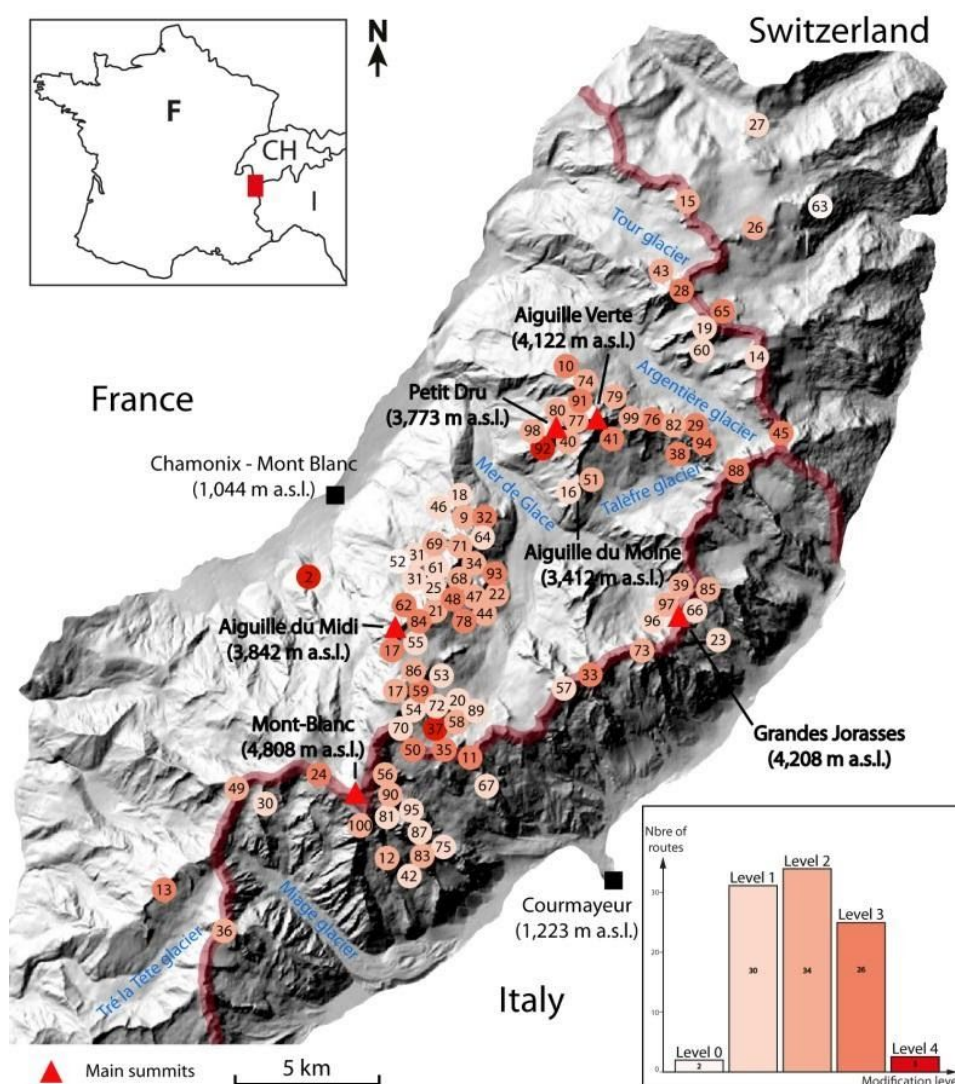 Switzerland
N
F
CH
I
27
15
63
26
Tour glacier
43
28
65
Aiguille Verte
(4,122 m a.s.l.)
19
60
14
10
74
France
Petit Dru
(3,773 m a.s.l.)
91
79
Argentière glacier
80
77
99
76
82
29
98
92
40
41
94
45
38
88
Chamonix - Mont Blanc
(1,044 m a.s.l.)
Mer de Glace
51
16
Talèfre glacier
18
46
9
32
64
Aiguille du Moine
(3,412 m a.s.l.)
69
71
52
31
34
61
93
2
31
68
25
22
39
85
48
47
62
21
44
97
66
Aiguille du Midi
(3,842 m a.s.l.)
84
78
96
55
23
17
73
86
53
33
17
59
57
20
54
72
89
58
70
37
Mont-Blanc
(4,808 m a.s.l.)
50
35
11
Grandes Jorasses
(4,208 m a.s.l.)
24
56
67
49
30
90
95
81
100
87
75
12
83
42
13
Miage glacier
Courmayeur
(1,223 m a.s.l.)
36
Tré la Tête glacier
Italy
Nbre of
routes
Level 2
Level 1
Level 3
30
20
10
0
30
34
26
Level 0
Level 4
2
Modification level
Main summits
5 km